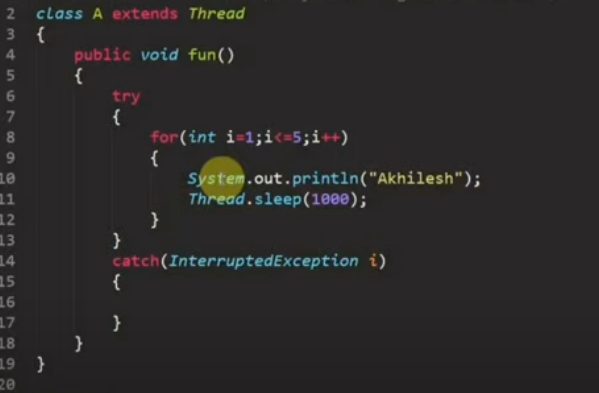 2 class A extends Thread
3 {
4     public void fun()
5     {
6         try
7         {
8             for(int i=1;i<=5;i++)
9             {
10                 System.out.println("Akhilesh");
11                 Thread.sleep(1000);
12             }
13         }
14         catch(InterruptedException i)
15         {
16
17         }
18     }
19 }
20